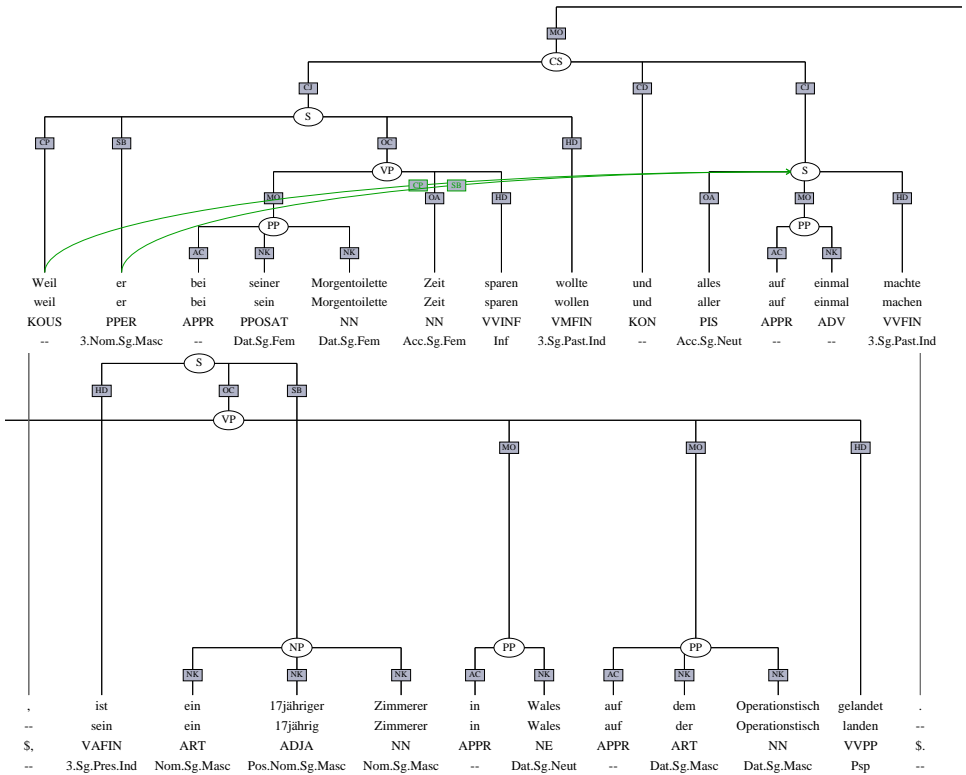 MO
CS
CJ CD CJ
S
CP SB OC HD
VP CP SB S
MO OA HD OA MO HD
PP PP
AC NK NK AC NK
Weil er bei seiner Morgentoilette Zeit sparen wollte und alles auf einmal machte
weil er bei sein Morgentoilette Zeit sparen wollen und aller auf einmal machen
KOUS PPER APPR PPOSAT NN NN VVINF VMFIN KON PIS APPR ADV VVFIN
-- 3.Nom.Sg.Masc -- Dat.Sg.Fem Dat.Sg.Fem Acc.Sg.Fem Inf 3.Sg.Past.Ind -- Acc.Sg.Neut -- -- 3.Sg.Past.Ind
S
HD OC SB
VP
MO MO HD
NP PP PP
NK NK NK AC NK AC NK NK
, ist ein 17jähriger Zimmerer in Wales auf dem Operationstisch gelandet .
-- sein ein 17jährig Zimmerer in Wales auf der Operationstisch landen --
$, VAFIN ART ADJA NN APPR NE APPR ART NN VVPP $.
-- 3.Sg.Pres.Ind Nom.Sg.Masc Pos.Nom.Sg.Masc Nom.Sg.Masc -- Dat.Sg.Neut -- Dat.Sg.Masc Dat.Sg.Masc Psp --